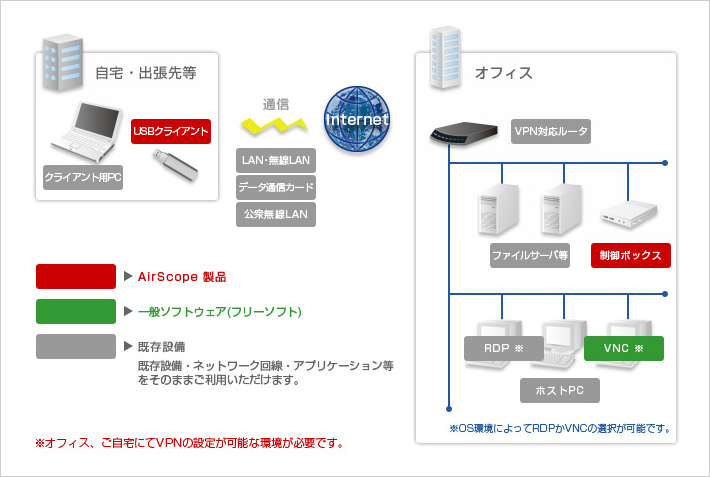 自宅・出張先等
USBクライアント
クライアント用PC
通信
Internet
LAN・無線LAN
データ通信カード
公衆無線LAN
オフィス
VPN対応ルータ
ファイルサーバ等
制御ボックス
RDP ※
VNC ※
ホストPC
※OS環境によってRDPかVNCの選択が可能です。
▶ AirScope 製品
▶ 一般ソフトウェア(フリーソフト)
▶ 既存設備
既存設備・ネットワーク回線・アプリケーション等
をそのままご利用いただけます。
※オフィス、ご自宅にてVPNの設定が可能な環境が必要です。